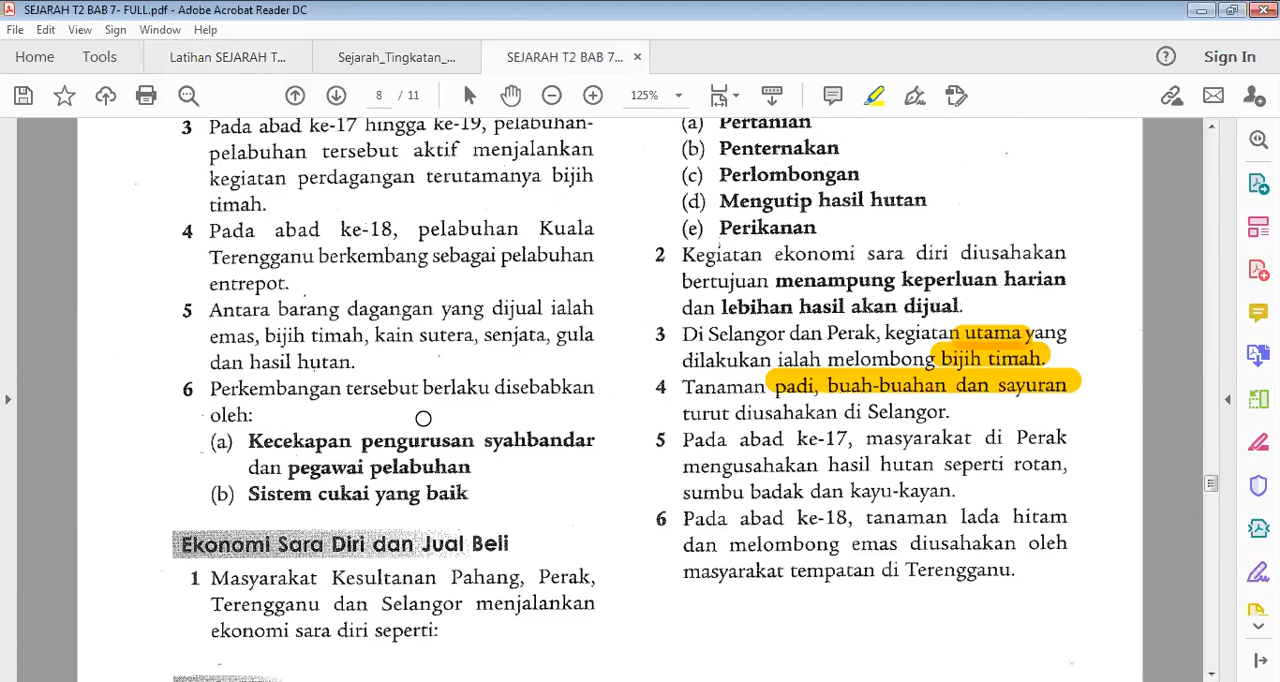 SEJARAH T2 BAB 7- FULL.pdf - Adobe Acrobat Reader DC
File Edit View Sign Window Help
Home Tools Latihan SEJARAH T... Sejarah_Tingkatan_... SEJARAH T2 BAB 7... × Sign In
8 / 11 125%
3 Pada abad ke-17 hingga ke-19, pelabuhan-
pelabuhan tersebut aktif menjalankan
kegiatan perdagangan terutamanya bijih
timah.
4 Pada abad ke-18, pelabuhan Kuala
Terengganu berkembang sebagai pelabuhan
entrepot.
5 Antara barang dagangan yang dijual ialah
emas, bijih timah, kain sutera, senjata, gula
dan hasil hutan.
6 Perkembangan tersebut berlaku disebabkan
oleh:
(a) Kecekapan pengurusan syahbandar
dan pegawai pelabuhan
(b) Sistem cukai yang baik
Ekonomi Sara Diri dan Jual Beli
1 Masyarakat Kesultanan Pahang, Perak,
Terengganu dan Selangor menjalankan
ekonomi sara diri seperti:
(a) Pertanian
(b) Penternakan
(c) Perlombongan
(d) Mengutip hasil hutan
(e) Perikanan
2 Kegiatan ekonomi sara diri diusahakan
bertujuan menampung keperluan harian
dan lebihan hasil akan dijual.
3 Di Selangor dan Perak, kegiatan utama yang
dilakukan ialah melombong bijih timah.
4 Tanaman padi, buah-buahan dan sayuran
turut diusahakan di Selangor.
5 Pada abad ke-17, masyarakat di Perak
mengusahakan hasil hutan seperti rotan,
sumbu badak dan kayu-kayan.
6 Pada abad ke-18, tanaman lada hitam
dan melombong emas diusahakan oleh
masyarakat tempatan di Terengganu.